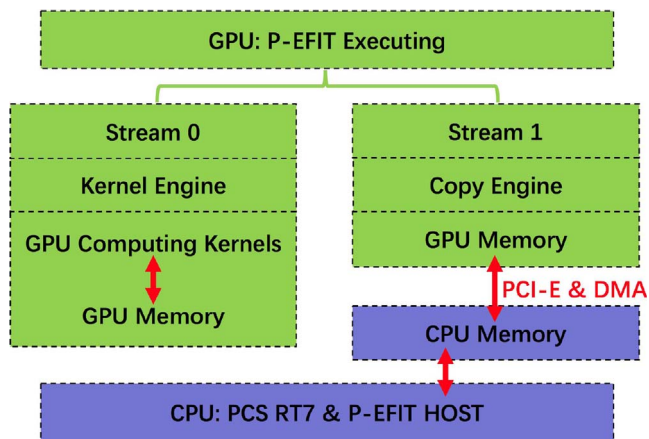 GPU: P-EFIT Executing
Stream 0
Kernel Engine
GPU Computing Kernels
GPU Memory
Stream 1
Copy Engine
GPU Memory
PCI-E & DMA
CPU Memory
CPU: PCS RT7 & P-EFIT HOST